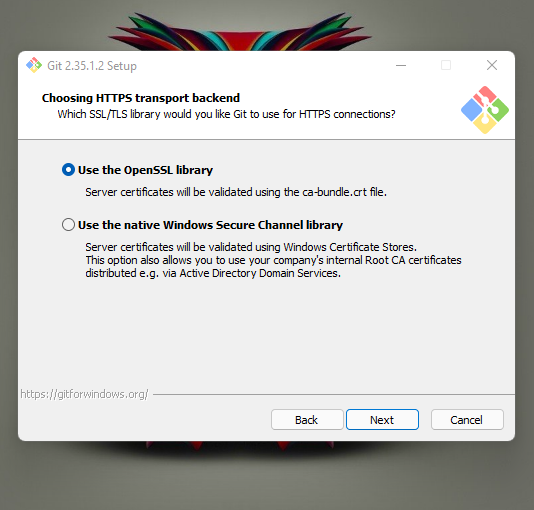 Git 2.35.1.2 Setup
Choosing HTTPS transport backend
Which SSL/TLS library would you like Git to use for HTTPS connections?
Use the OpenSSL library
Server certificates will be validated using the ca-bundle.crt file.
Use the native Windows Secure Channel library
Server certificates will be validated using Windows Certificate Stores.
This option also allows you to use your company's internal Root CA certificates
distributed e.g. via Active Directory Domain Services.
https://gitforwindows.org/
Back Next Cancel